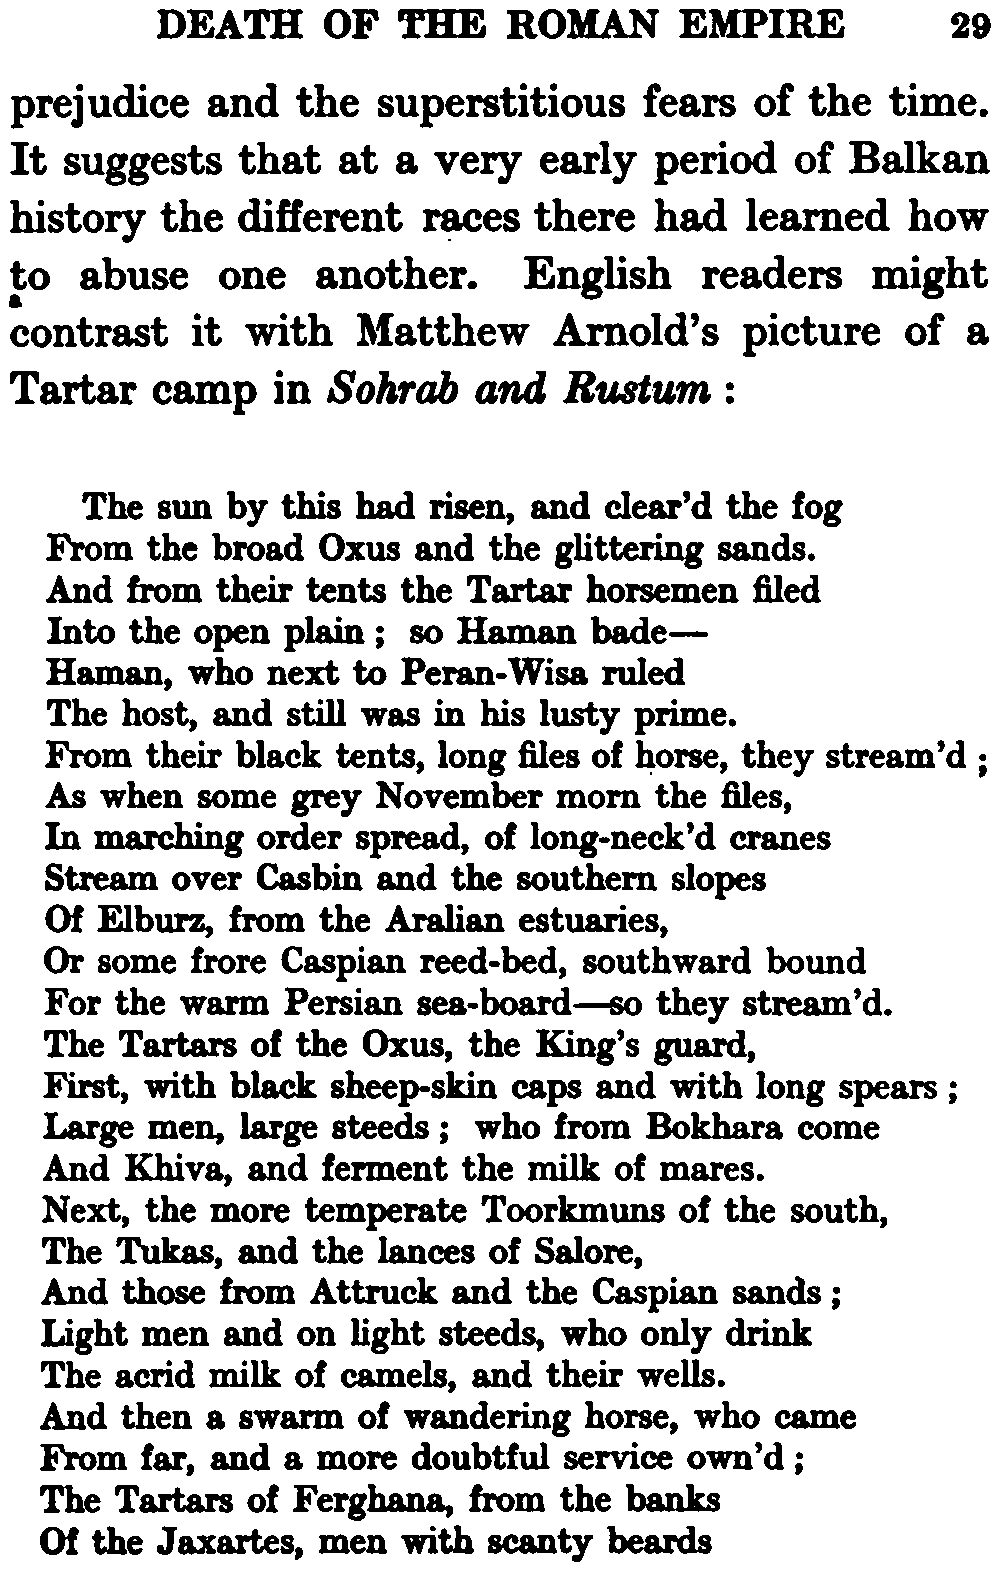 DEATH OF THE ROMAN EMPIRE 29
prejudice and the superstitious fears of the time.
It suggests that at a very early period of Balkan
history the different races there had learned how
to abuse one another. English readers might
contrast it with Matthew Arnold's picture of a
Tartar camp in Sohrab and Rustum :
The sun by this had risen, and clear'd the fog
From the broad Oxus and the glittering sands.
And from their tents the Tartar horsemen filed
Into the open plain ; so Haman bade—
Haman, who next to Peran-Wisa ruled
The host, and still was in his lusty prime.
From their black tents, long files of horse, they stream'd ;
As when some grey November morn the files,
In marching order spread, of long-neck'd cranes
Stream over Casbin and the southern slopes
Of Elburz, from the Aralian estuaries,
Or some frore Caspian reed-bed, southward bound
For the warm Persian sea-board—so they stream'd.
The Tartars of the Oxus, the King's guard,
First, with black sheep-skin caps and with long spears ;
Large men, large steeds ; who from Bokhara come
And Khiva, and ferment the milk of mares.
Next, the more temperate Toorkmuns of the south,
The Tukas, and the lances of Salore,
And those from Attruck and the Caspian sands ;
Light men and on light steeds, who only drink
The acrid milk of camels, and their wells.
And then a swarm of wandering horse, who came
From far, and a more doubtful service own'd ;
The Tartars of Ferghana, from the banks
Of the Jaxartes, men with scanty beards